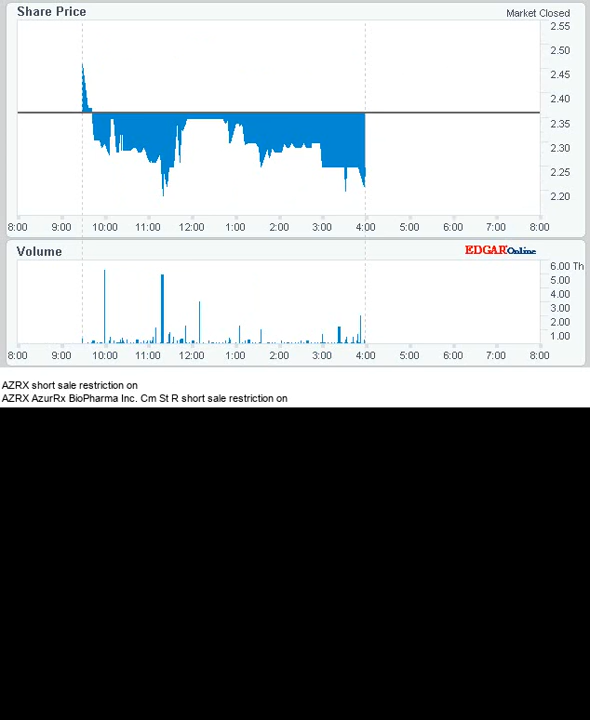 Share Price
Market Closed
2.55
2.50
2.45
2.40
2.35
2.30
2.25
2.20
8:00 9:00 10:00 11:00 12:00 1:00 2:00 3:00 4:00 5:00 6:00 7:00 8:00
Volume
EDGAR Online
6.00 Th
5.00
4.00
3.00
2.00
1.00
8:00 9:00 10:00 11:00 12:00 1:00 2:00 3:00 4:00 5:00 6:00 7:00 8:00
AZRX short sale restriction on
AZRX AzurRx BioPharma Inc. Cm St R short sale restriction on